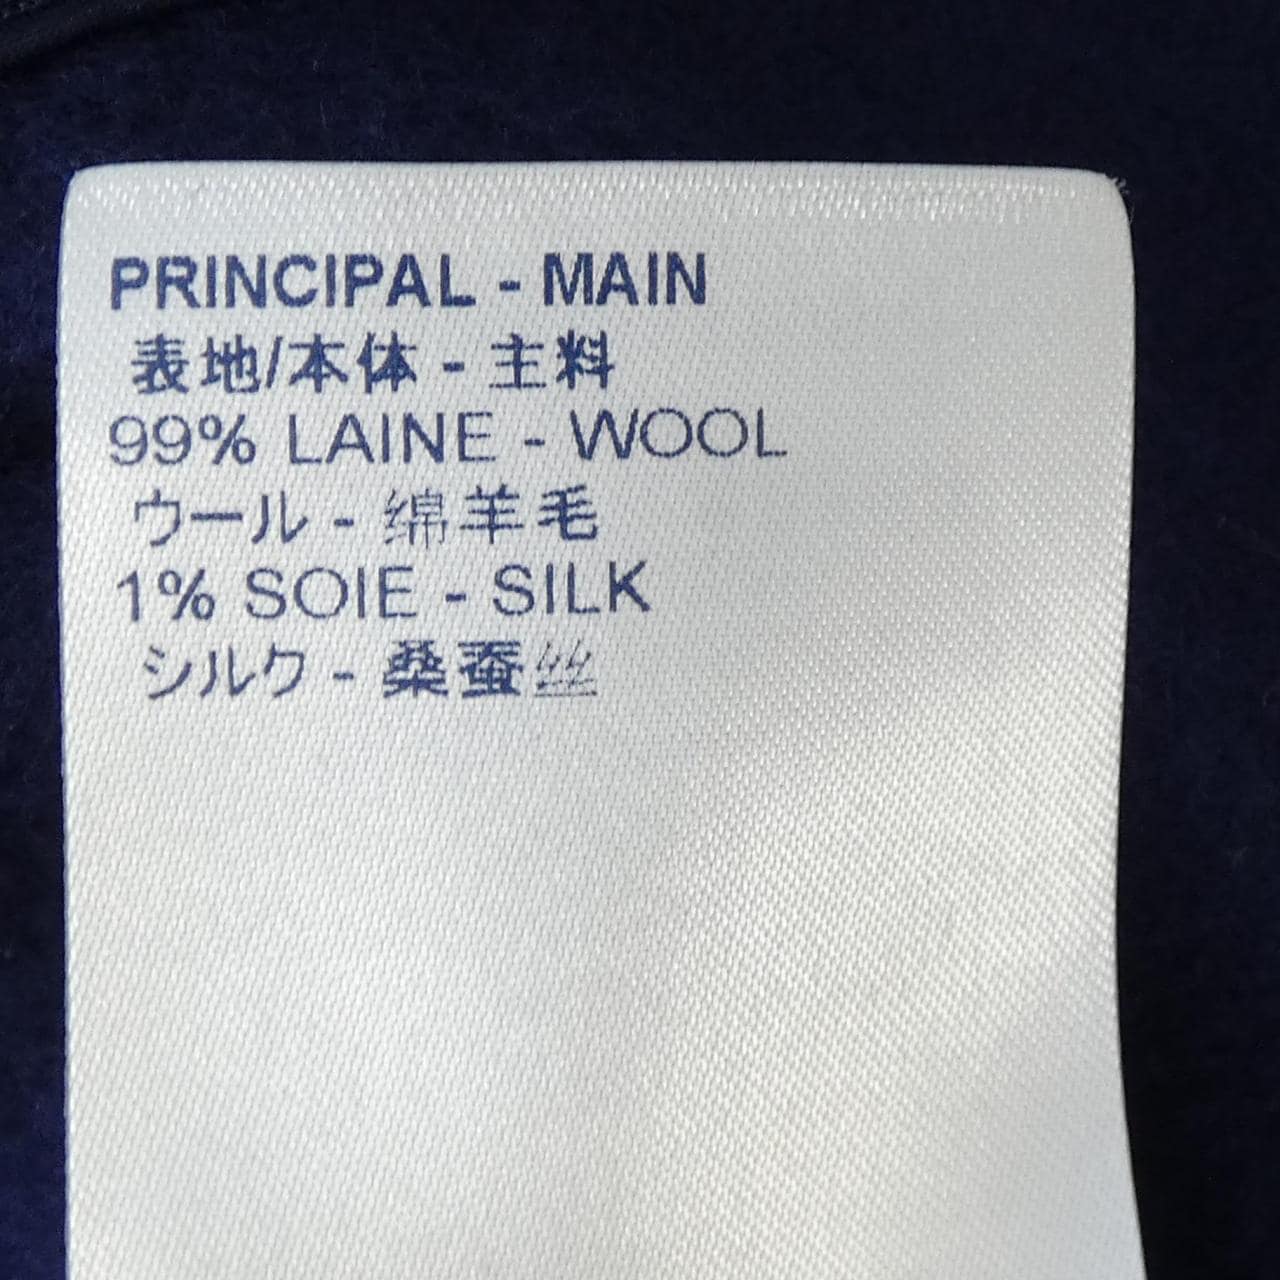 PRINCIPAL - MAIN
表地/本体 - 主料
99% LAINE - WOOL
ウール - 绵羊毛
1% SOIE - SILK
シルク - 桑蚕丝